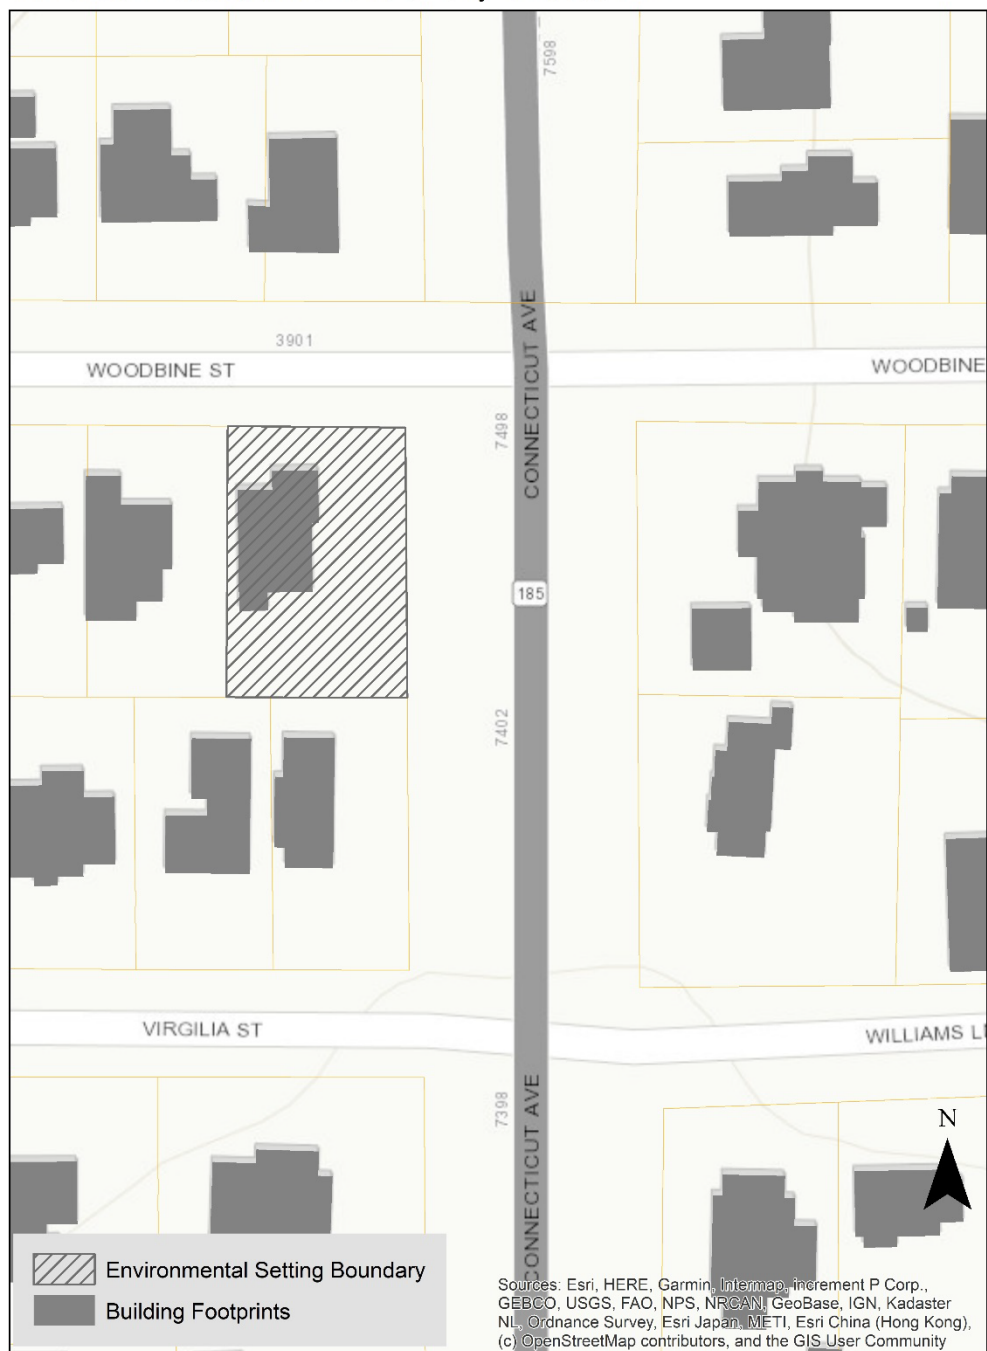 7598
CONNECTICUT AVE
3901
WOODBINE ST
WOODBINE
7498
185
7402
VIRGILIA ST
WILLIAMS
7398
CONNECTICUT AVE
N
Environmental Setting Boundary
Building Footprints
Sources: Esri, HERE, Garmin, Intermap, increment P Corp.,
GEBCO, USGS, FAO, NPS, NRCAN, GeoBase, IGN, Kadaster
NL, Ordnance Survey, Esri Japan, METI, Esri China (Hong Kong),
(c) OpenStreetMap contributors, and the GIS User Community